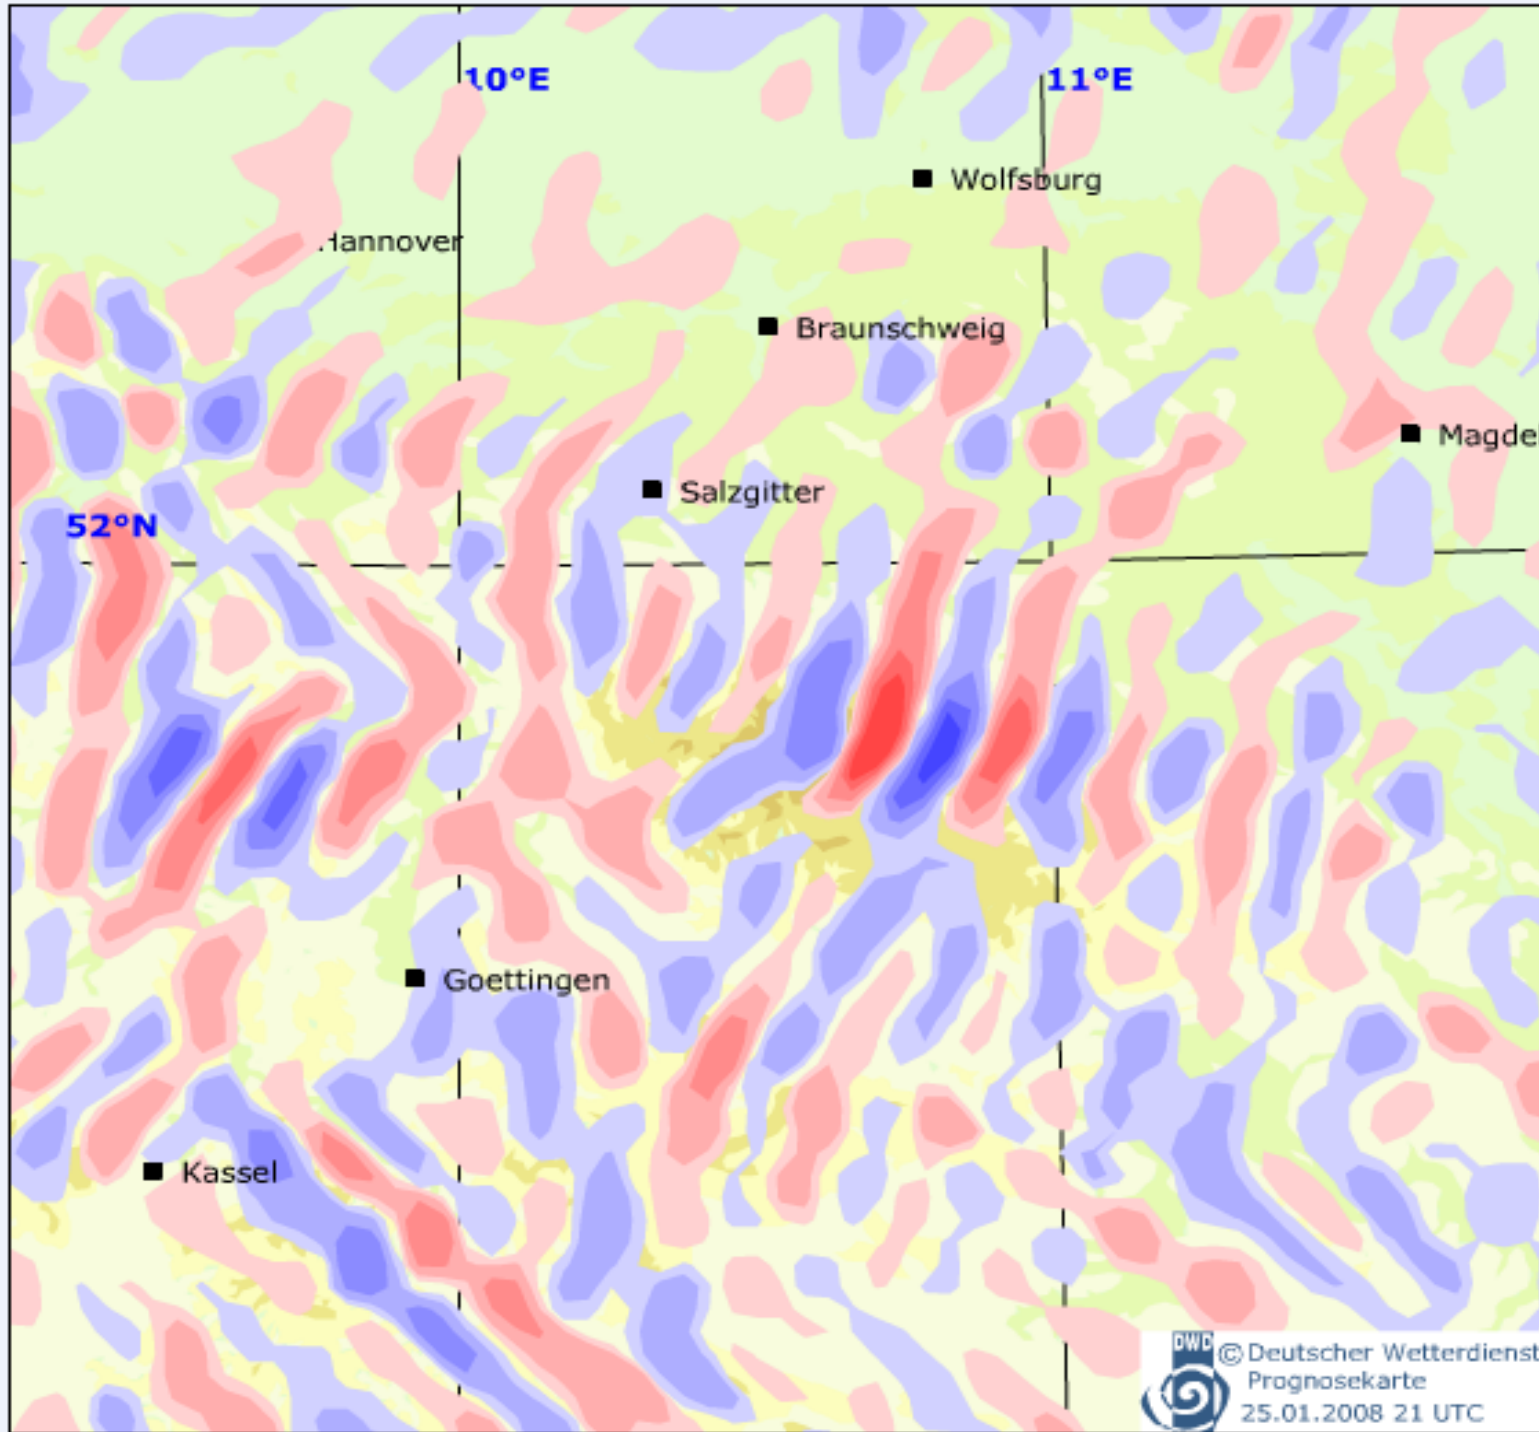 10°E
11°E
Wolfsburg
Hannover
Braunschweig
Magde
Salzgitter
52°N
Goettingen
Kassel
DWD
© Deutscher Wetterdienst
Prognosekarte
25.01.2008 21 UTC